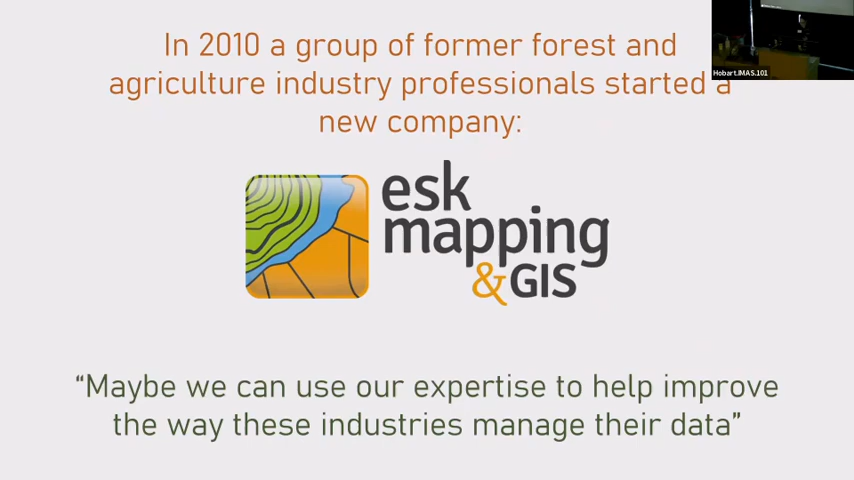 In 2010 a group of former forest and
agriculture industry professionals started a
new company:
Hobart.IMAS.101
esk
mapping
&GIS
“Maybe we can use our expertise to help improve
the way these industries manage their data”